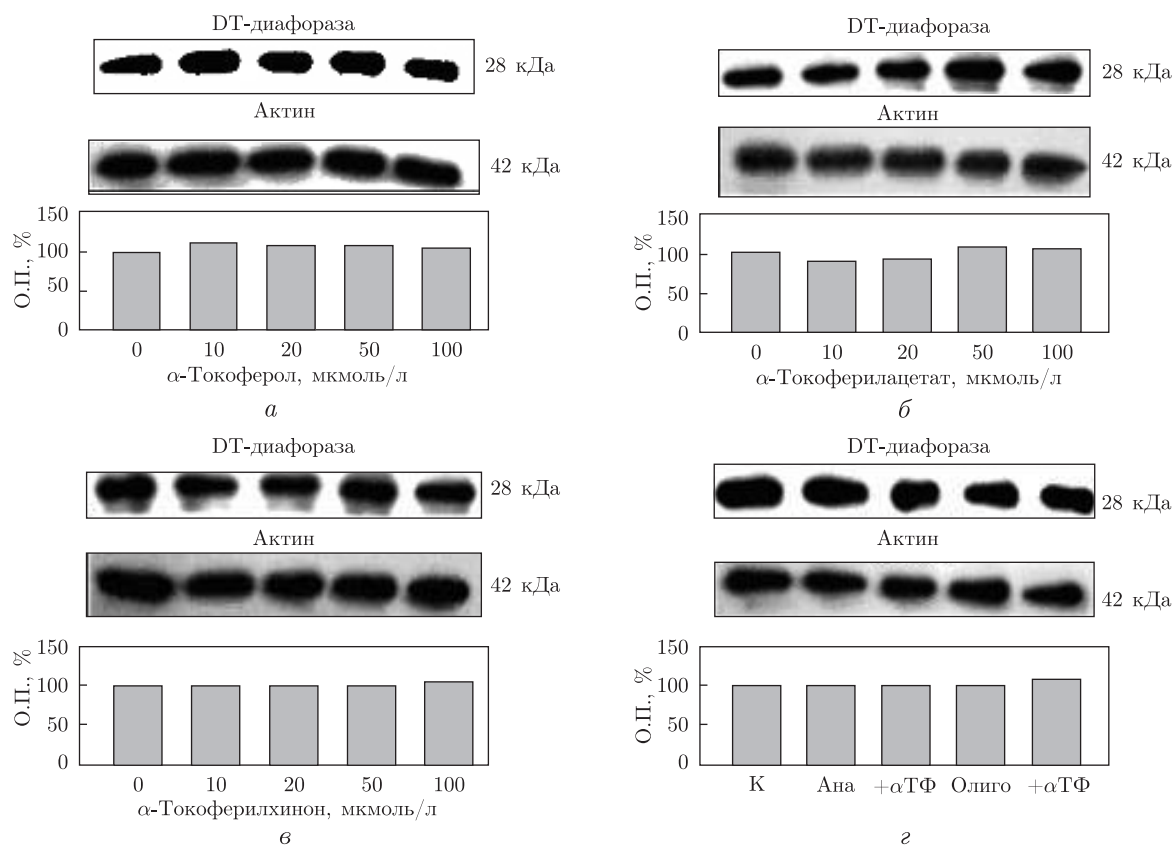 а
DT-диафораза
28 кДа
Актин
42 кДа
О.П., %
150
100
50
0
0 10 20 50 100
α-Токоферол, мкмоль/л
а
б
DT-диафораза
28 кДа
Актин
42 кДа
О.П., %
150
100
50
0
0 10 20 50 100
α-Токоферилацетат, мкмоль/л
б
DT-диафораза
28 кДа
Актин
42 кДа
О.П., %
150
100
50
0
0 10 20 50 100
α-Токоферилхинон, мкмоль/л
в
DT-диафораза
28 кДа
Актин
42 кДа
О.П., %
150
100
50
0
К Ана +αТФ Олиго +αТФ
г